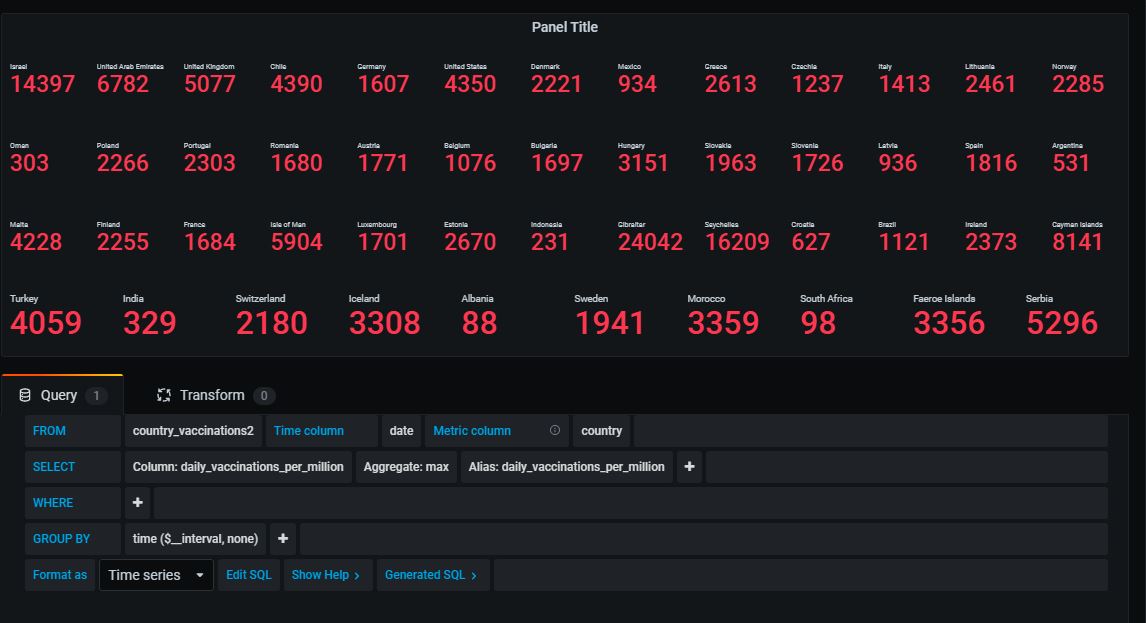 Panel Title
Israel United Arab Emirates United Kingdom Chile Germany United States Denmark Mexico Greece Czechia Italy Lithuania Norway
14397 6782 5077 4390 1607 4350 2221 934 2613 1237 1413 2461 2285
Oman Poland Portugal Romania Austria Belgium Bulgaria Hungary Slovakia Slovenia Latvia Spain Argentina
303 2266 2303 1680 1771 1076 1697 3151 1963 1726 936 1816 531
Malta Finland France Isle of Man Luxembourg Estonia Indonesia Gibraltar Seychelles Croatia Brazil Ireland Cayman Islands
4228 2255 1684 5904 1701 2670 231 24042 16209 627 1121 2373 8141
Turkey India Switzerland Iceland Albania Sweden Morocco South Africa Faeroe Islands Serbia
4059 329 2180 3308 88 1941 3359 98 3356 5296
Query 1 Transform 0
FROM country_vaccinations2 Time column date Metric column country
SELECT Column: daily_vaccinations_per_million Aggregate: max Alias: daily_vaccinations_per_million +
WHERE +
GROUP BY time ($__interval, none) +
Format as Time series Edit SQL Show Help > Generated SQL >